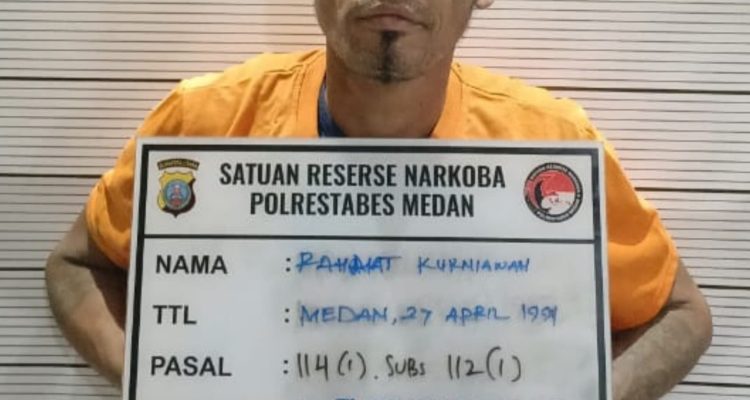 SATUAN RESERSE NARKOBA
POLRESTABES MEDAN
NAMA : RAHMAT KURNIAWAN
TTL : MEDAN, 27 APRIL 1991
PASAL : 114 (1). SUBS 112 (1)